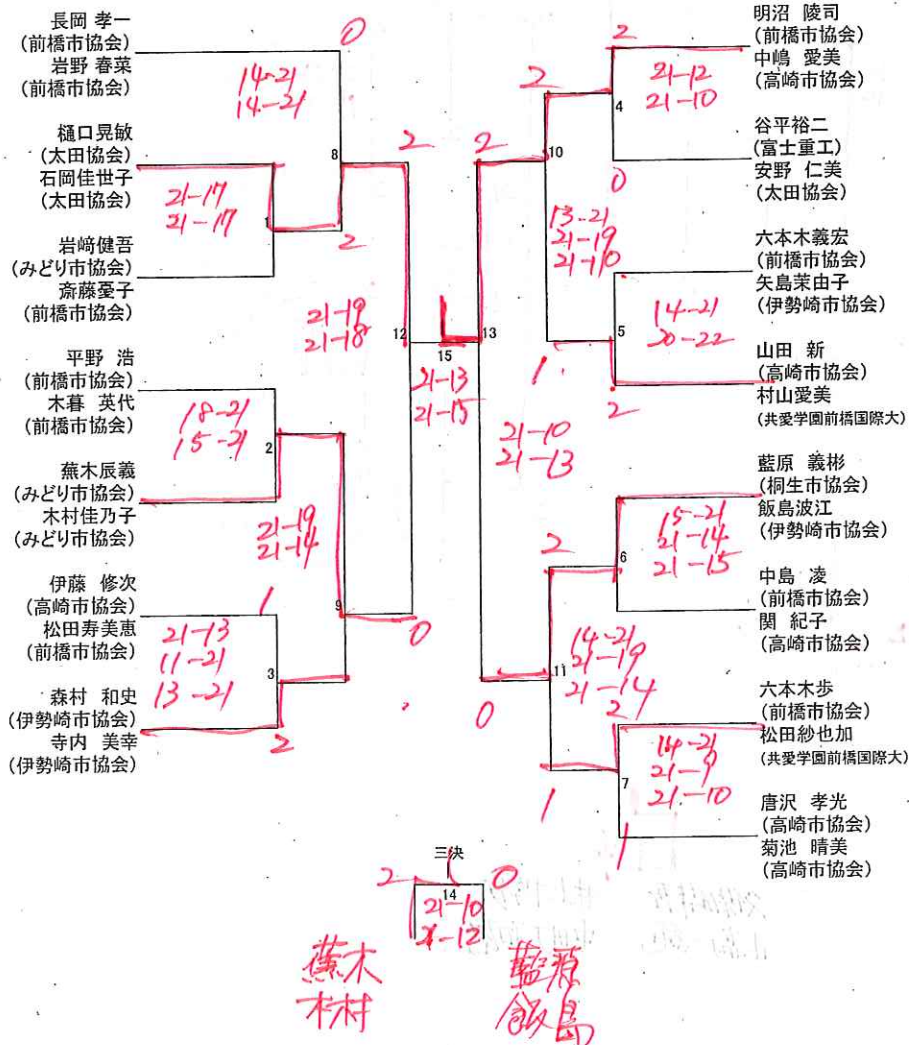 長岡 孝一
(前橋市協会)
岩野 春菜
(前橋市協会)
0
14-21
14-21
樋口晃敏
(太田協会)
石岡佳世子
(太田協会)
8
2
21-17
21-17
1
2
岩﨑健吾
(みどり市協会)
斎藤憂子
(前橋市協会)
21-19
21-18
12
平野 浩
(前橋市協会)
木暮 英代
(前橋市協会)
18-21
15-21
2
蕪木辰義
(みどり市協会)
木村佳乃子
(みどり市協会)
21-19
21-14
伊藤 修次
(高崎市協会)
松田寿美恵
(前橋市協会)
1
9
0
21-13
11-21
13-21
3
森村 和史
(伊勢崎市協会)
寺内 美幸
(伊勢崎市協会)
2
15
21-13
21-15
明沼 陵司
(前橋市協会)
中嶋 愛美
(高崎市協会)
2
21-12
21-10
4
2
2
10
谷平裕二
(富士重工)
安野 仁美
(太田協会)
0
13-21
21-19
21-10
六本木義宏
(前橋市協会)
矢島茉由子
(伊勢崎市協会)
14-21
20-22
5
13
1
山田 新
(高崎市協会)
村山愛美
(共愛学園前橋国際大)
2
21-10
21-13
藍原 義彬
(桐生市協会)
飯島波江
(伊勢崎市協会)
15-21
21-14
21-15
2
6
中島 凌
(前橋市協会)
関 紀子
(高崎市協会)
14-21
21-19
21-14
11
0
六本木歩
(前橋市協会)
松田紗也加
(共愛学園前橋国際大)
2
14-21
21-9
21-10
7
1
唐沢 孝光
(高崎市協会)
菊池 晴美
(高崎市協会)
1
三決
2
0
14
21-10
21-12
蕪木
木村
藍原
飯島